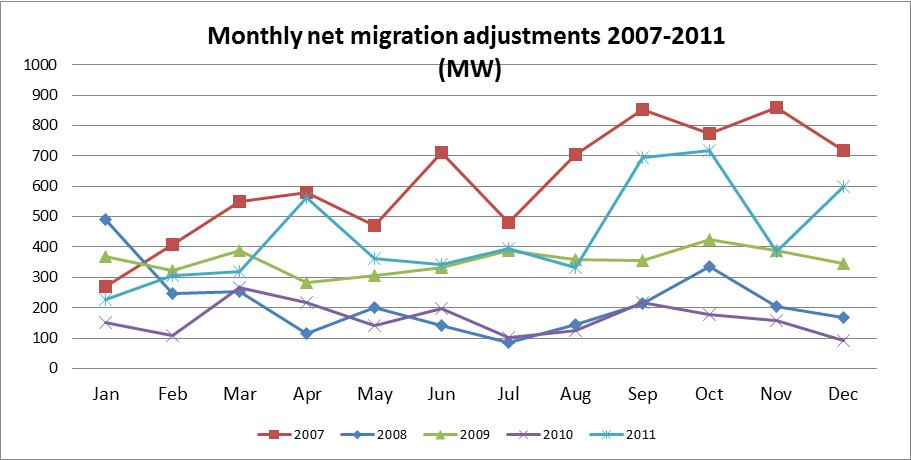 Monthly net migration adjustments 2007-2011
(MW)
1000
900
800
700
600
500
400
300
200
100
0
Jan Feb Mar Apr May Jun Jul Aug Sep Oct Nov Dec
2007 2008 2009 2010 2011